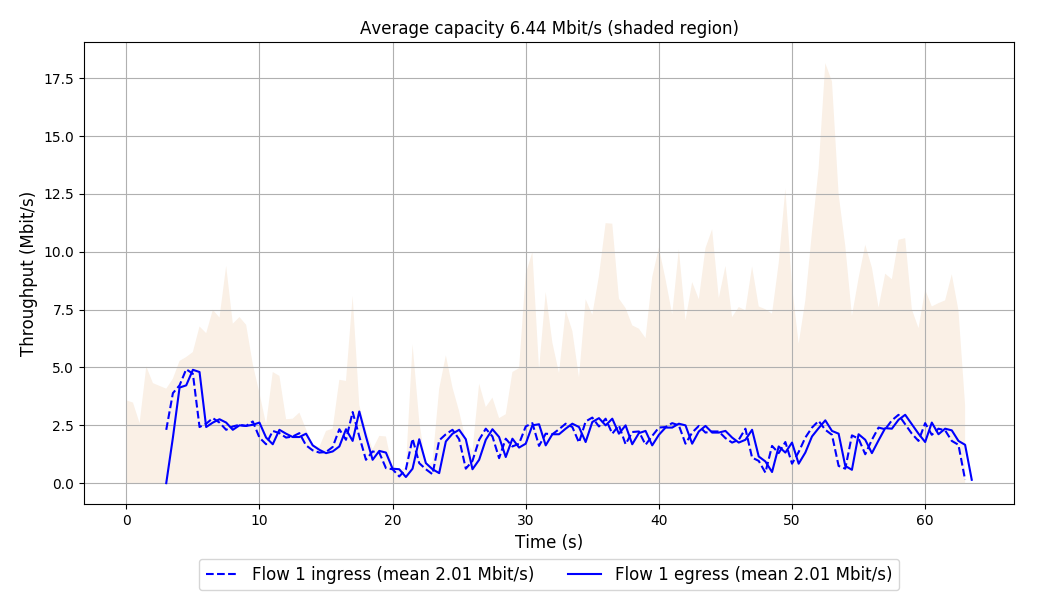 Average capacity 6.44 Mbit/s (shaded region)
Throughput (Mbit/s)
17.5
15.0
12.5
10.0
7.5
5.0
2.5
0.0
0 10 20 30 40 50 60
Time (s)
Flow 1 ingress (mean 2.01 Mbit/s) Flow 1 egress (mean 2.01 Mbit/s)